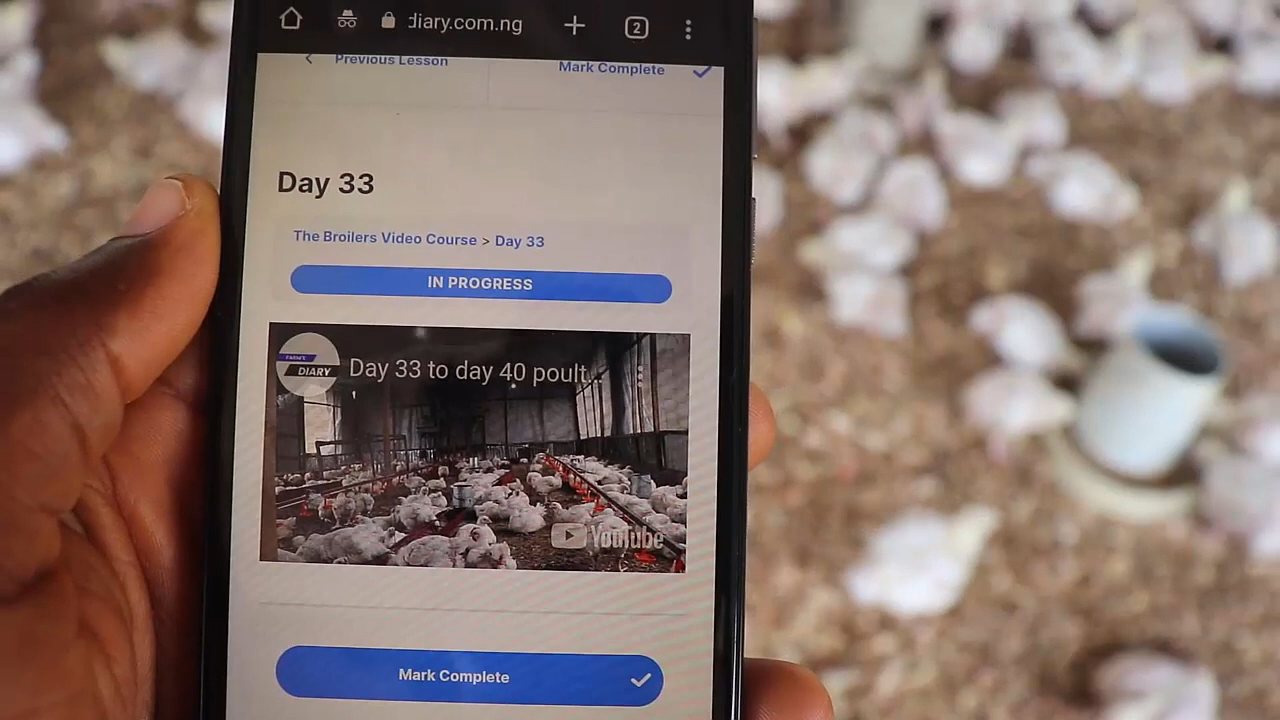 diary.com.ng
2
Previous Lesson
Mark Complete
Day 33
The Broilers Video Course > Day 33
IN PROGRESS
FARM'S
DIARY
Day 33 to day 40 poult...
YouTube
Mark Complete